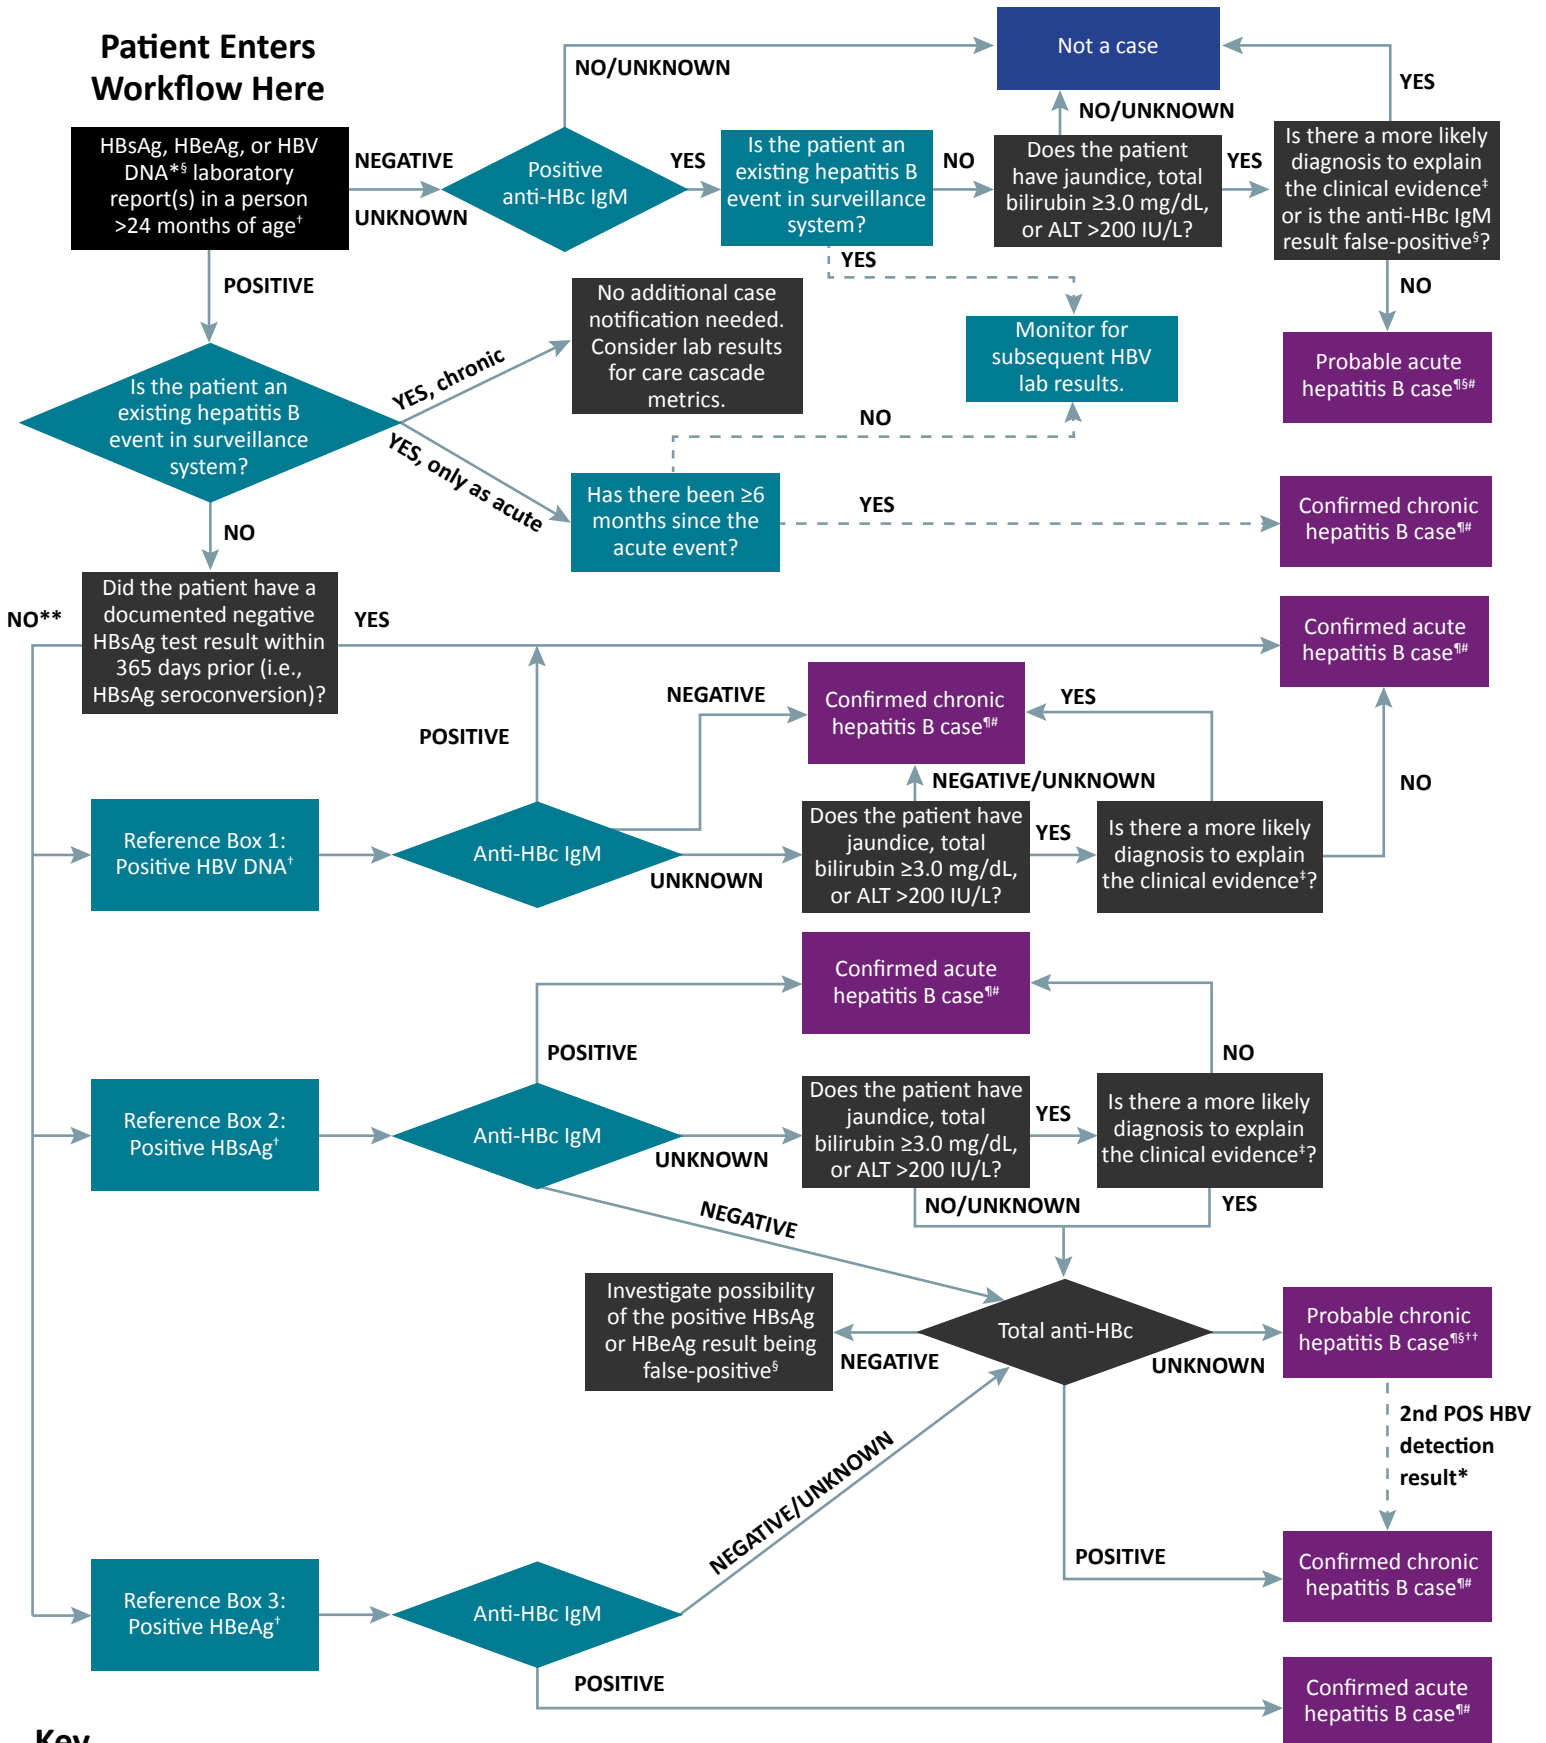 Patient Enters
Workflow Here
HBsAg, HBeAg, or HBV
DNA*§ laboratory
report(s) in a person
>24 months of age†
NEGATIVE
UNKNOWN
POSITIVE
Positive
anti-HBc IgM
NO/UNKNOWN
YES
Not a case
Is the patient an
existing hepatitis B
event in surveillance
system?
NO
YES
Does the patient
have jaundice, total
bilirubin ≥3.0 mg/dL,
or ALT >200 IU/L?
NO/UNKNOWN
YES
Is there a more likely
diagnosis to explain
the clinical evidence‡
or is the anti-HBc IgM
result false-positive§?
YES
NO
Probable acute
hepatitis B case¶§#
Monitor for
subsequent HBV
lab results.
Is the patient an
existing hepatitis B
event in surveillance
system?
YES, chronic
No additional case
notification needed.
Consider lab results
for care cascade
metrics.
YES, only as acute
Has there been ≥6
months since the
acute event?
NO
YES
Confirmed chronic
hepatitis B case¶#
NO
Did the patient have a
documented negative
HBsAg test result within
365 days prior (i.e.,
HBsAg seroconversion)?
NO**
YES
Confirmed acute
hepatitis B case¶#
Reference Box 1:
Positive HBV DNA†
Anti-HBc IgM
POSITIVE
NEGATIVE
UNKNOWN
Confirmed chronic
hepatitis B case¶#
YES
NEGATIVE/UNKNOWN
Does the patient have
jaundice, total
bilirubin ≥3.0 mg/dL,
or ALT >200 IU/L?
YES
Is there a more likely
diagnosis to explain
the clinical evidence‡?
NO
Confirmed acute
hepatitis B case¶#
Reference Box 2:
Positive HBsAg†
Anti-HBc IgM
POSITIVE
UNKNOWN
NEGATIVE
Does the patient have
jaundice, total
bilirubin ≥3.0 mg/dL,
or ALT >200 IU/L?
YES
NO/UNKNOWN
Is there a more likely
diagnosis to explain
the clinical evidence‡?
NO
YES
Investigate possibility
of the positive HBsAg
or HBeAg result being
false-positive§
NEGATIVE
Total anti-HBc
UNKNOWN
Probable chronic
hepatitis B case¶§††
2nd POS HBV
detection
result*
POSITIVE
Confirmed chronic
hepatitis B case¶#
Reference Box 3:
Positive HBeAg†
Anti-HBc IgM
NEGATIVE/UNKNOWN
POSITIVE
Confirmed acute
hepatitis B case¶#
Key